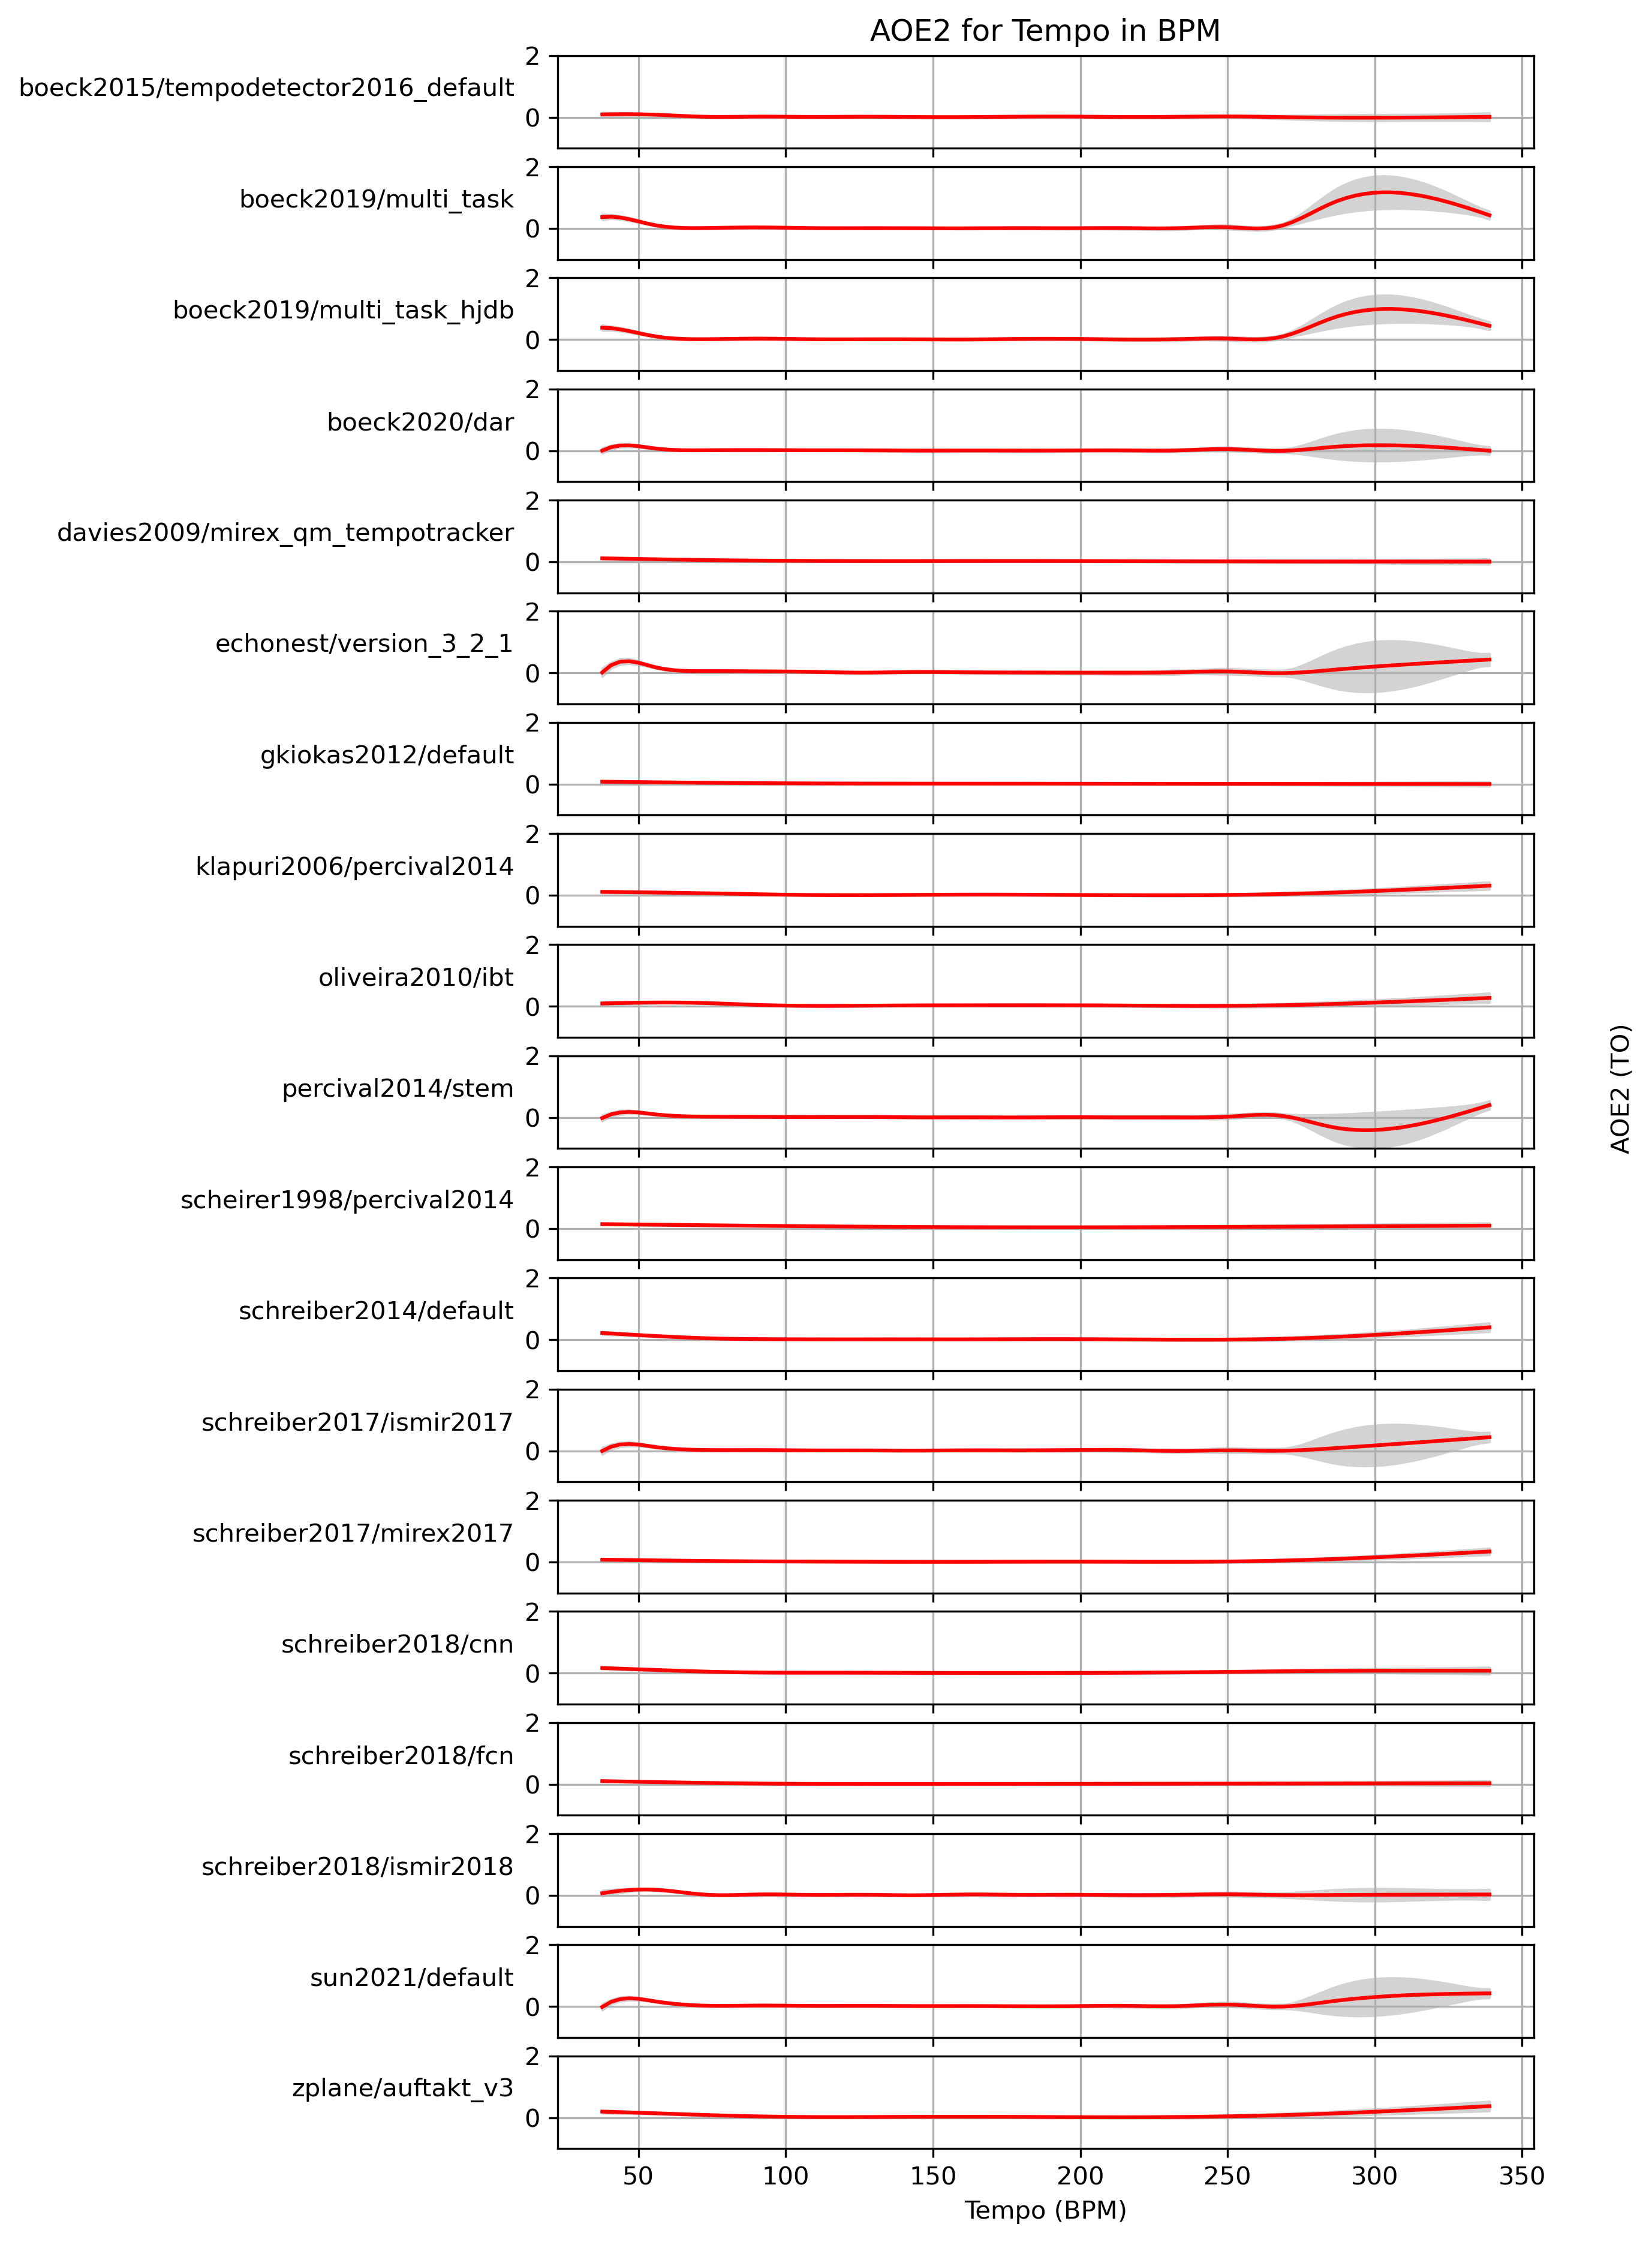 AOE2 for Tempo in BPM
2
boeck2015/tempodetector2016_default
0
2
boeck2019/multi_task
0
2
boeck2019/multi_task_hjdb
0
2
boeck2020/dar
0
2
davies2009/mirex_qm_tempotracker
0
2
echonest/version_3_2_1
0
2
gkiokas2012/default
0
2
klapuri2006/percival2014
0
2
oliveira2010/ibt
0
2
percival2014/stem
0
AOE2 (TO)
2
scheirer1998/percival2014
0
2
schreiber2014/default
0
2
schreiber2017/ismir2017
0
2
schreiber2017/mirex2017
0
2
schreiber2018/cnn
0
2
schreiber2018/fcn
0
2
schreiber2018/ismir2018
0
2
sun2021/default
0
2
zplane/auftakt_v3
0
50 100 150 200 250 300 350
Tempo (BPM)